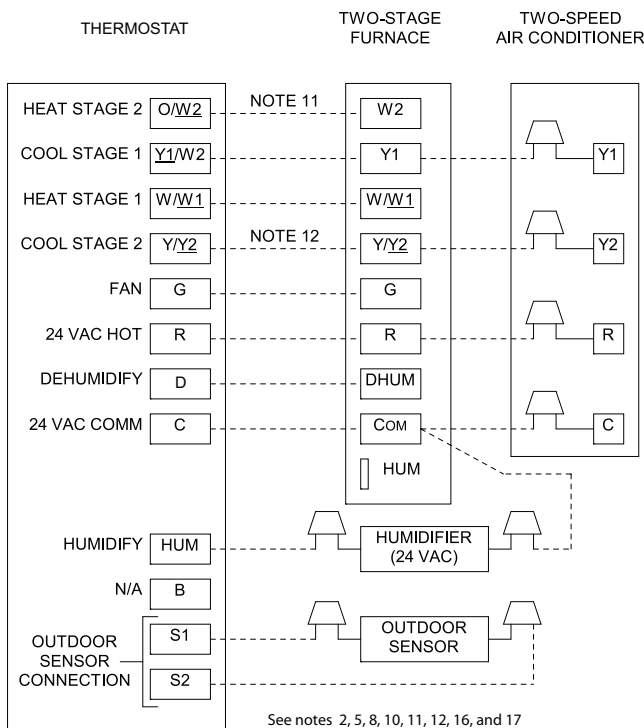 THERMOSTAT
TWO-STAGE
FURNACE
TWO-SPEED
AIR CONDITIONER
HEAT STAGE 2 O/W2 NOTE 11 W2
COOL STAGE 1 Y1/W2 Y1 Y1
HEAT STAGE 1 W/W1 W/W1
COOL STAGE 2 Y/Y2 NOTE 12 Y/Y2 Y2
FAN G G
24 VAC HOT R R R
DEHUMIDIFY D DHUM
24 VAC COMM C COM C
HUM
HUMIDIFY HUM HUMIDIFIER
(24 VAC)
N/A B
S1 OUTDOOR
SENSOR
OUTDOOR
SENSOR
CONNECTION
S2
See notes 2, 5, 8, 10, 11, 12, 16, and 17